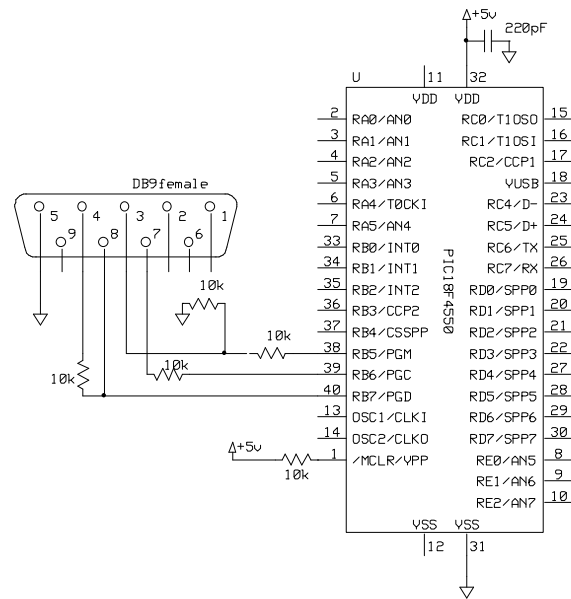 +5v
220pF
U
11
32
VDD VDD
2 RA0/AN0 RC0/T1OSO 15
3 RA1/AN1 RC1/T1OSI 16
4 RA2/AN2 RC2/CCP1 17
5 RA3/AN3 VUSB 18
6 RA4/T0CKI RC4/D- 23
7 RA5/AN4 RC5/D+ 24
33 RB0/INT0 RC6/TX 25
34 RB1/INT1 RC7/RX 26
35 RB2/INT2 RD0/SPP0 19
36 RB3/CCP2 RD1/SPP1 20
37 RB4/CSSPP RD2/SPP2 21
38 RB5/PGM RD3/SPP3 22
39 RB6/PGC RD4/SPP4 27
40 RB7/PGD RD5/SPP5 28
13 OSC1/CLKI RD6/SPP6 29
14 OSC2/CLKO RD7/SPP7 30
1 /MCLR/VPP RE0/AN5 8
RE1/AN6 9
RE2/AN7 10
PIC18F4550
VSS VSS
12
31
DB9female
5 4 3 2 1
9 8 7 6
10k
10k
10k
10k
+5v
10k